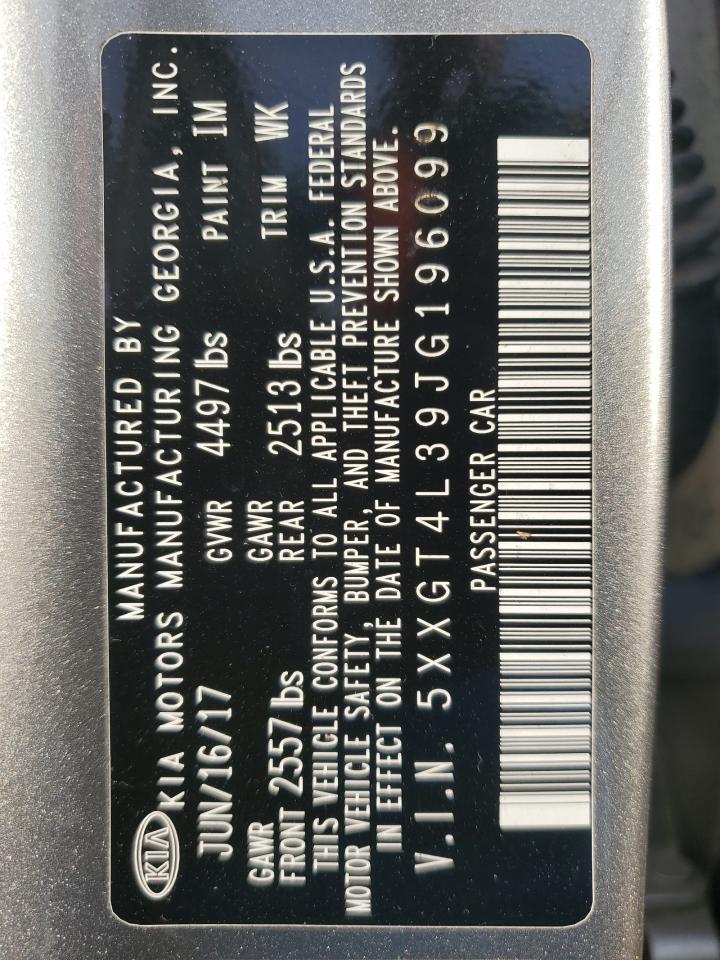 MANUFACTURED BY
KIA KIA MOTORS MANUFACTURING GEORGIA, INC.
JUN/16/17 GVWR 4497 lbs PAINT IM
GAWR FRONT 2557 lbs GAWR REAR 2513 lbs TRIM WK
THIS VEHICLE CONFORMS TO ALL APPLICABLE U.S.A. FEDERAL
MOTOR VEHICLE SAFETY, BUMPER, AND THEFT PREVENTION STANDARDS
IN EFFECT ON THE DATE OF MANUFACTURE SHOWN ABOVE.
V.I.N. 5XXGT4L39JG196099
PASSENGER CAR